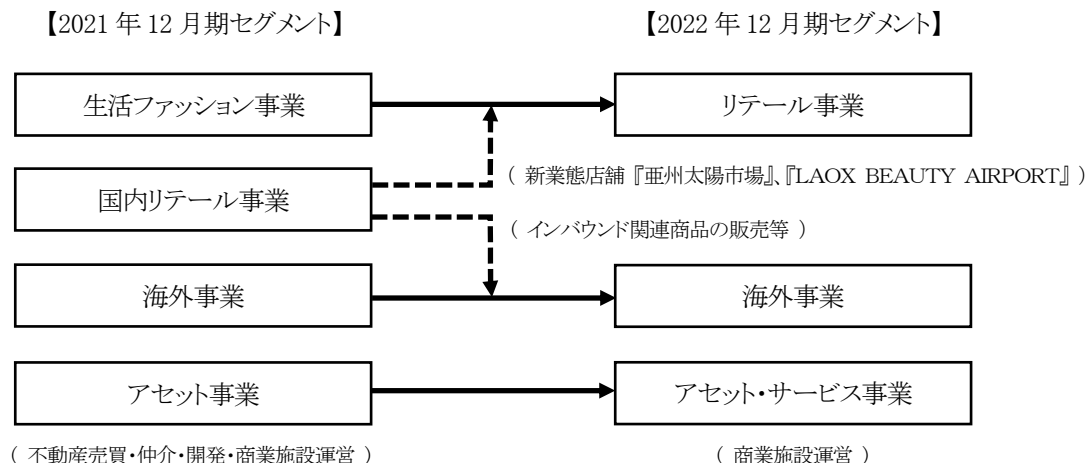 【2021 年 12 月期セグメント】
【2022 年 12 月期セグメント】
生活ファッション事業
リテール事業
国内リテール事業
( 新業態店舗『亜州太陽市場』、『LAOX BEAUTY AIRPORT』 )
( インバウンド関連商品の販売等 )
海外事業
海外事業
アセット事業
アセット・サービス事業
( 不動産売買・仲介・開発・商業施設運営 )
( 商業施設運営 )